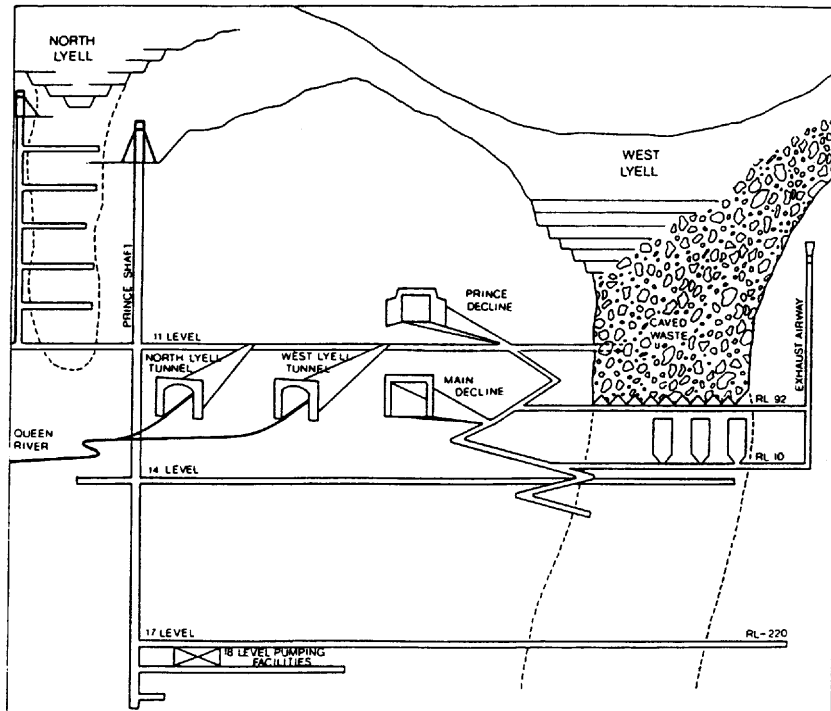 NORTH
LYELL
WEST
LYELL
PRINCE SHAFT
PRINCE
DECLINE
11 LEVEL
CAVED
WASTE
EXHAUST AIRWAY
NORTH LYELL
TUNNEL
WEST LYELL
TUNNEL
MAIN
DECLINE
RL 92
QUEEN
RIVER
RL 10
14 LEVEL
17 LEVEL
RL-220
18 LEVEL PUMPING
FACILITIES